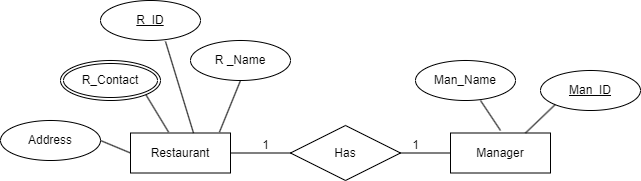 R_ID
R_Contact
R _Name
Man_Name
Man_ID
Address
Restaurant
1
Has
1
Manager